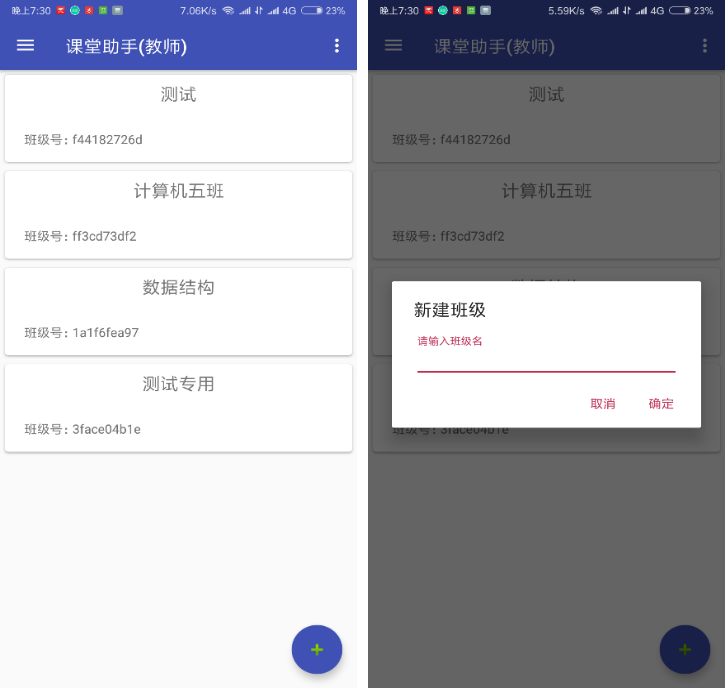 晚上7:30 7.06K/s 4G 23%
课堂助手(教师)
测试
班级号：f44182726d
计算机五班
班级号：ff3cd73df2
数据结构
班级号：1a1f6fea97
测试专用
班级号：3face04b1e
晚上7:30 5.59K/s 4G 23%
课堂助手(教师)
测试
班级号：f44182726d
计算机五班
班级号：ff3cd73df2
新建班级
请输入班级名
取消 确定
班级号：3face04b1e